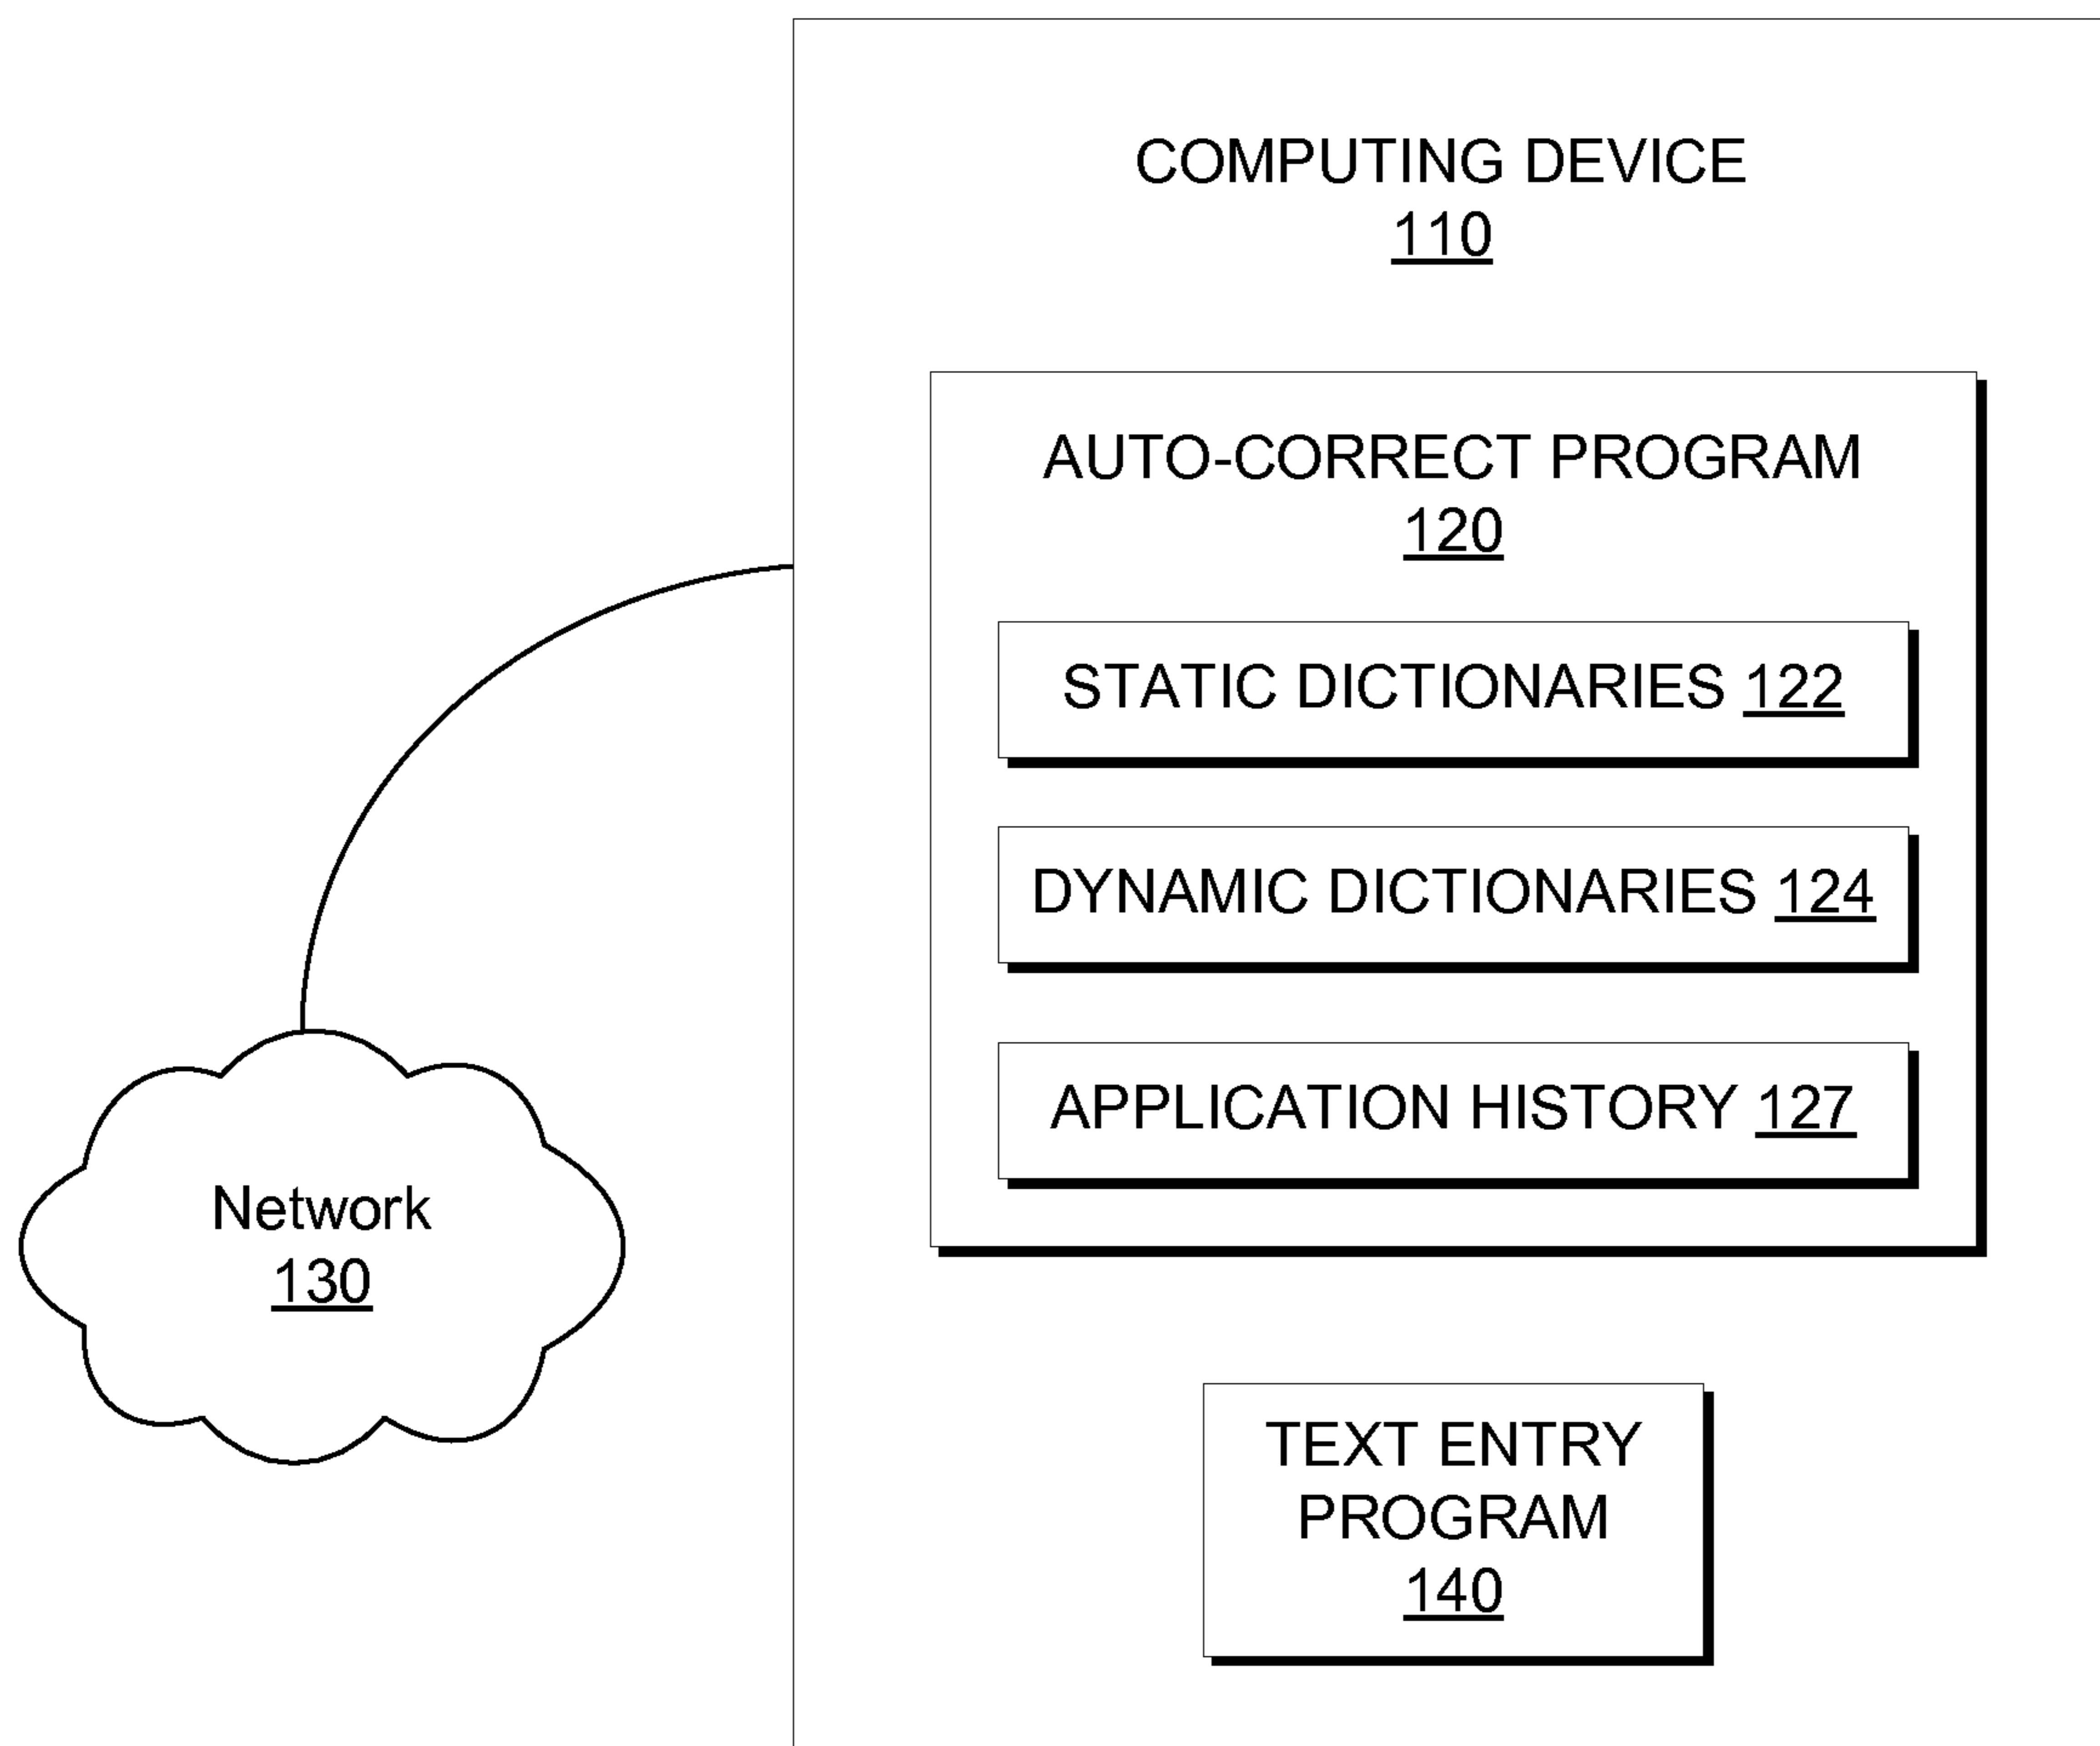 COMPUTING DEVICE
110
AUTO-CORRECT PROGRAM
120
STATIC DICTIONARIES 122
DYNAMIC DICTIONARIES 124
APPLICATION HISTORY 127
Network
130
TEXT ENTRY
PROGRAM
140